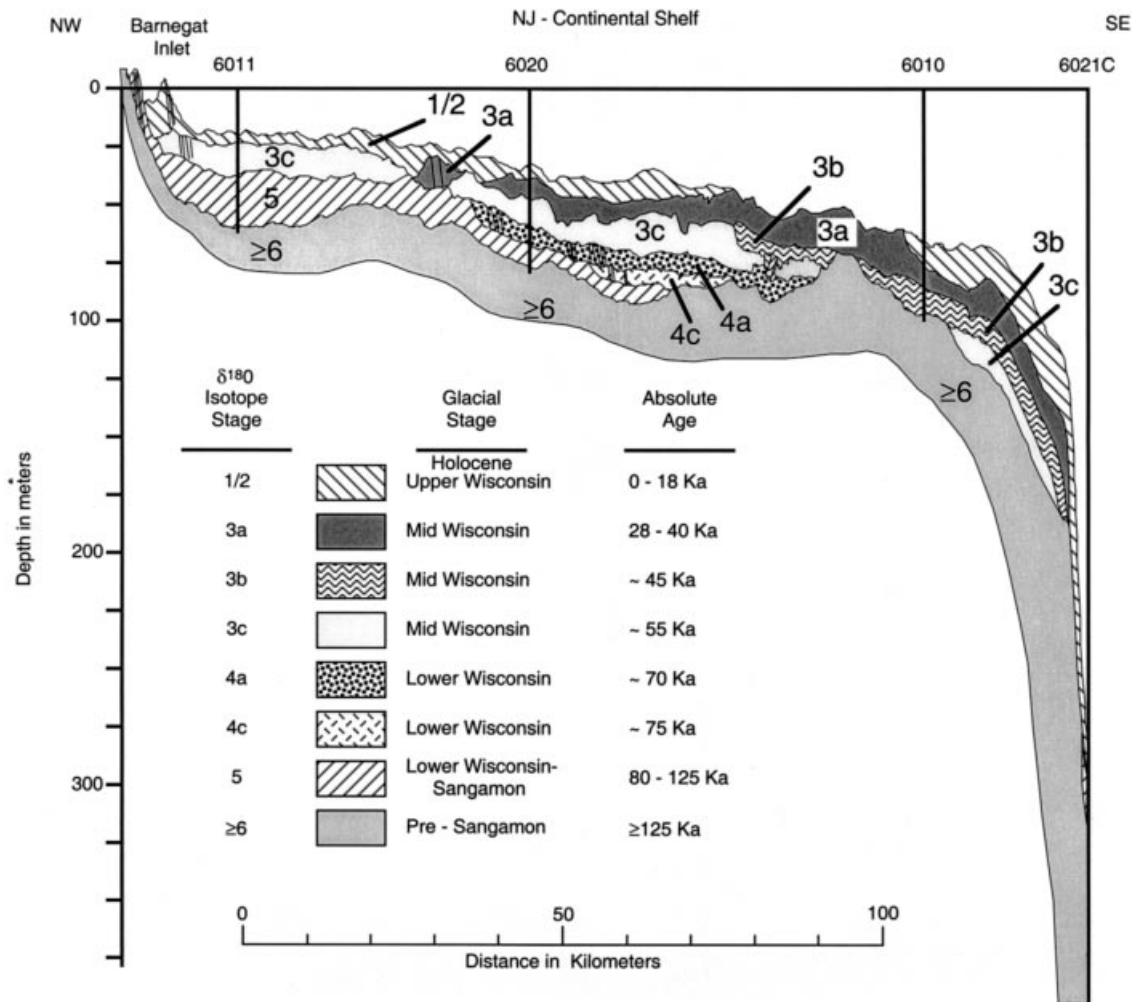 NJ - Continental Shelf
NW
Barnegat
Inlet
SE
6011
6020
6010
6021C
0
100
200
300
Depth in meters
*
1/2
3a
3b
3c
5
≥6
3c
3a
3b
3c
4c
4a
≥6
≥6
δ¹⁸O
Isotope
Stage
Glacial
Stage
Absolute
Age
Holocene
1/2 Upper Wisconsin 0 - 18 Ka
3a Mid Wisconsin 28 - 40 Ka
3b Mid Wisconsin ~ 45 Ka
3c Mid Wisconsin ~ 55 Ka
4a Lower Wisconsin ~ 70 Ka
4c Lower Wisconsin ~ 75 Ka
5 Lower Wisconsin- 80 - 125 Ka
Sangamon
≥6 Pre - Sangamon ≥125 Ka
0 50 100
Distance in Kilometers